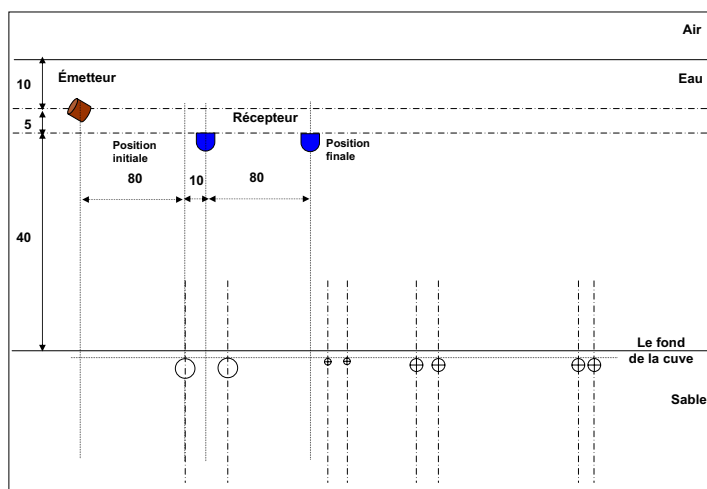 Air
Émetteur
Eau
10
5
Récepteur
Position
initiale
Position
finale
80
10
80
40
Le fond
de la cuve
Sable